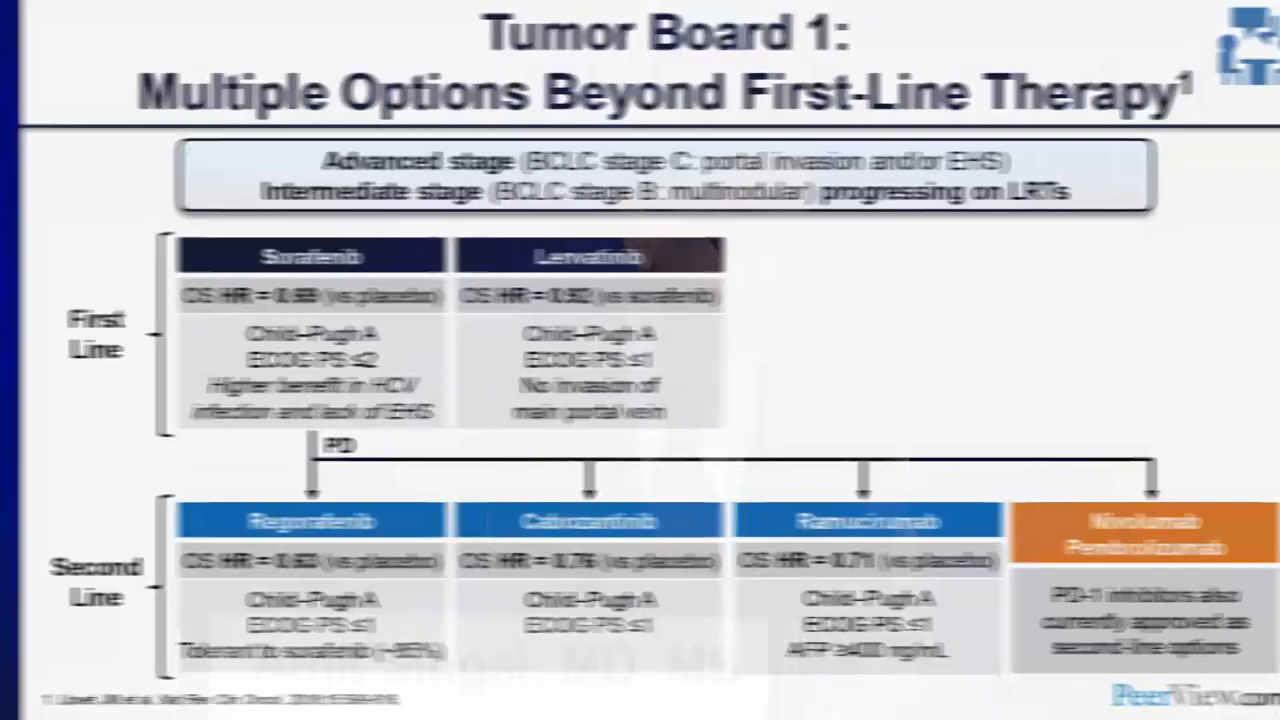 Tumor Board 1:
Multiple Options Beyond First-Line Therapy¹
Advanced stage (BCLC stage C: portal invasion and/or EHS)
Intermediate stage (BCLC stage B: multinodular) progressing on LRTs
First
Line
Sorafenib
OS HR = (vs placebo)
Child–Pugh A
ECOG PS ≤2
Higher benefit in HCV
infection and lack of EHS
Lenvatinib
OS HR = 0.92 (vs sorafenib)
Child–Pugh A
ECOG PS ≤1
No invasion of
main portal vein
PD
Second
Line
Regorafenib
OS HR = (vs placebo)
Child–Pugh A
ECOG PS ≤1
Tolerant to sorafenib
Cabozantinib
OS HR = 0.76 (vs placebo)
Child–Pugh A
ECOG PS ≤1
Ramucirumab
OS HR = 0.71 (vs placebo)
Child–Pugh A
ECOG PS ≤1
AFP ≥400 ng/mL
Nivolumab
Pembrolizumab
PD-1 inhibitors also
currently approved as
second-line options
PeerView.com